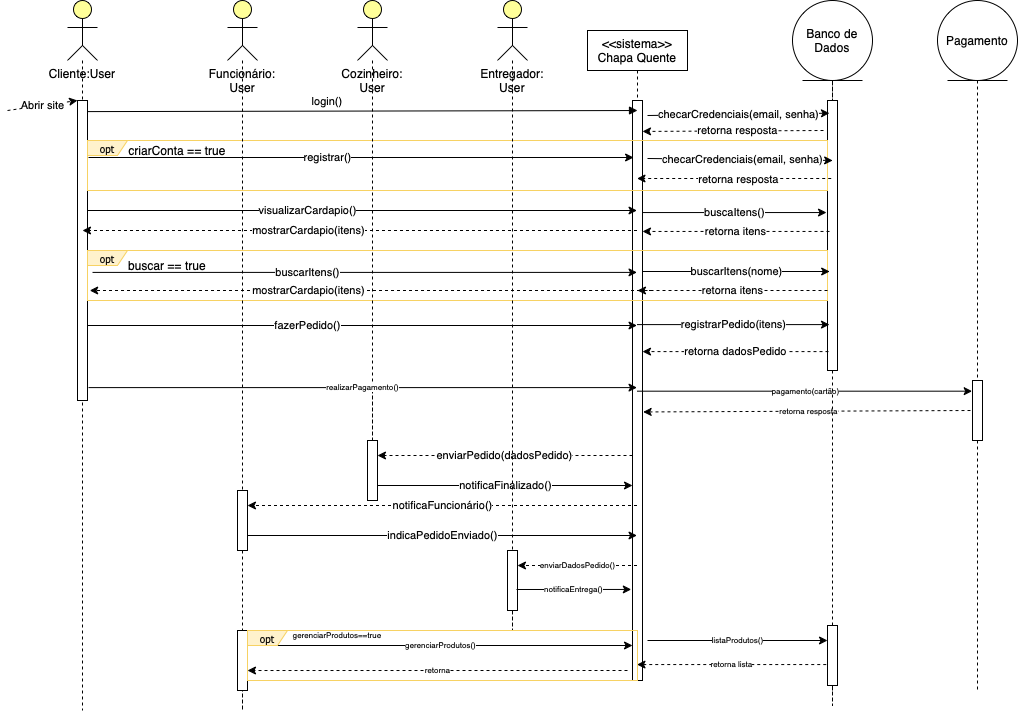 Cliente:User
Funcionário:
User
Cozinheiro:
User
Entregador:
User
<<sistema>>
Chapa Quente
Banco de
Dados
Pagamento
Abrir site
login()
checarCredenciais(email, senha)
retorna resposta
opt
criarConta == true
registrar()
checarCredenciais(email, senha)
retorna resposta
visualizarCardapio()
buscaItens()
mostrarCardapio(itens)
retorna itens
opt
buscar == true
buscarItens()
buscarItens(nome)
mostrarCardapio(itens)
retorna itens
fazerPedido()
registrarPedido(itens)
retorna dadosPedido
realizarPagamento()
pagamento(cartão)
retorna resposta
enviarPedido(dadosPedido)
notificaFinalizado()
notificaFuncionário()
indicaPedidoEnviado()
enviarDadosPedido()
notificaEntrega()
opt
gerenciarProdutos==true
gerenciarProdutos()
listaProdutos()
retorna
retorna lista